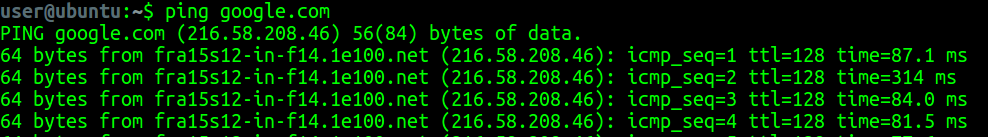 user@ubuntu:~$ ping google.com
PING google.com (216.58.208.46) 56(84) bytes of data.
64 bytes from fra15s12-in-f14.1e100.net (216.58.208.46): icmp_seq=1 ttl=128 time=87.1 ms
64 bytes from fra15s12-in-f14.1e100.net (216.58.208.46): icmp_seq=2 ttl=128 time=314 ms
64 bytes from fra15s12-in-f14.1e100.net (216.58.208.46): icmp_seq=3 ttl=128 time=84.0 ms
64 bytes from fra15s12-in-f14.1e100.net (216.58.208.46): icmp_seq=4 ttl=128 time=81.5 ms